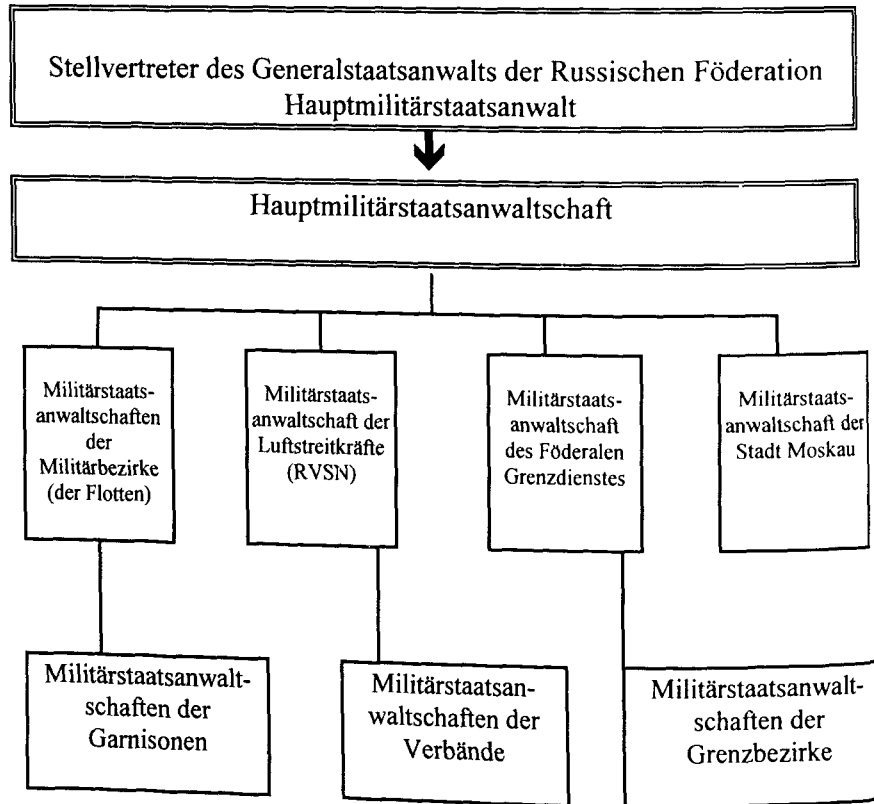 Stellvertreter des Generalstaatsanwalts der Russischen Föderation
Hauptmilitärstaatsanwalt
Hauptmilitärstaatsanwaltschaft
Militärstaats-
anwaltschaften
der
Militärbezirke
(der Flotten)
Militärstaats-
anwaltschaft der
Luftstreitkräfte
(RVSN)
Militärstaats-
anwaltschaft
des Föderalen
Grenzdienstes
Militärstaats-
anwaltschaft der
Stadt Moskau
Militärstaatsanwalt-
schaften der
Garnisonen
Militärstaatsan-
waltschaften der
Verbände
Militärstaatsanwalt-
schaften der
Grenzbezirke